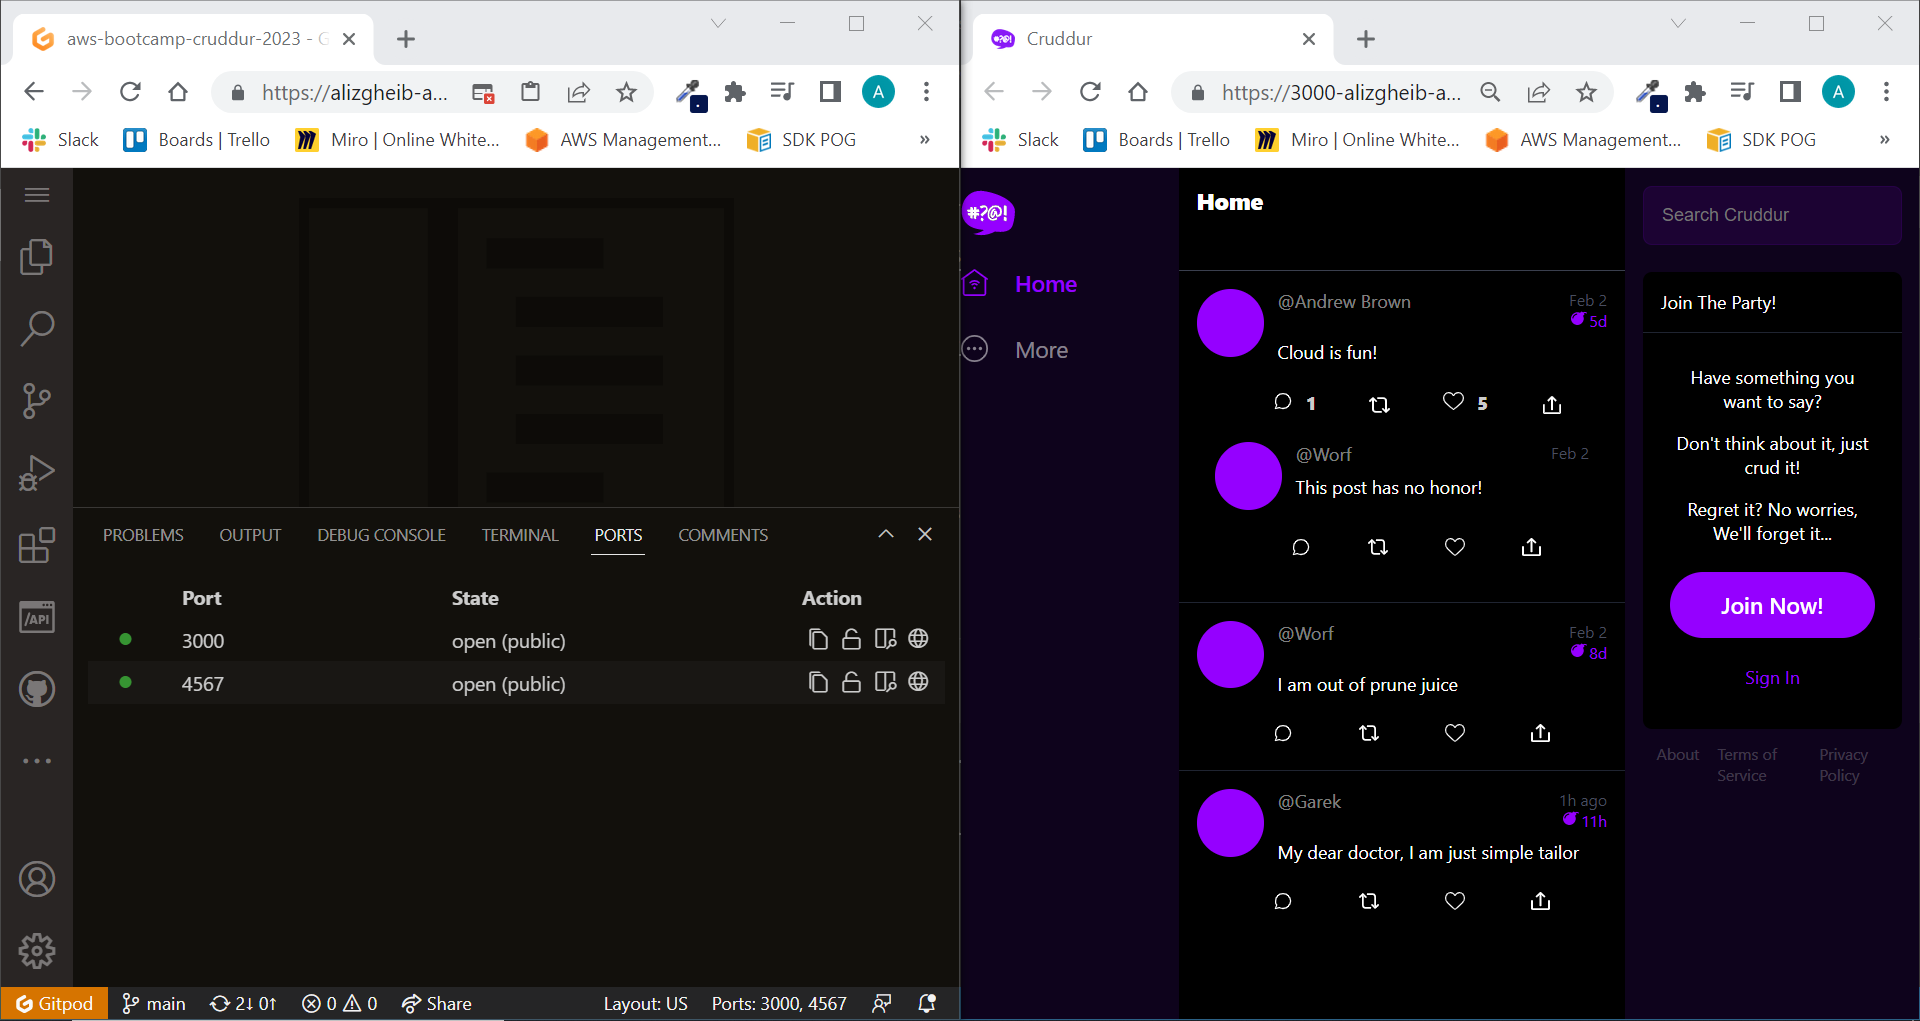 aws-bootcamp-cruddur-2023 - G
https://alizgheib-a...
Slack
Boards | Trello
Miro | Online White...
AWS Management...
SDK POG
»
A
/API
PROBLEMS
OUTPUT
DEBUG CONSOLE
TERMINAL
PORTS
COMMENTS
Port
State
Action
3000
open (public)
4567
open (public)
Gitpod
main
2↓ 0↑
0
0
Share
Layout: US
Ports: 3000, 4567
Cruddur
https://3000-alizgheib-a...
A
Slack
Boards | Trello
Miro | Online White...
AWS Management...
SDK POG
»
#?@!
Home
More
Home
@Andrew Brown
Feb 2
5d
Cloud is fun!
1
5
@Worf
Feb 2
This post has no honor!
@Worf
Feb 2
8d
I am out of prune juice
@Garek
1h ago
11h
My dear doctor, I am just simple tailor
Search Cruddur
Join The Party!
Have something you
want to say?
Don't think about it, just
crud it!
Regret it? No worries,
We'll forget it...
Join Now!
Sign In
About
Terms of
Service
Privacy
Policy